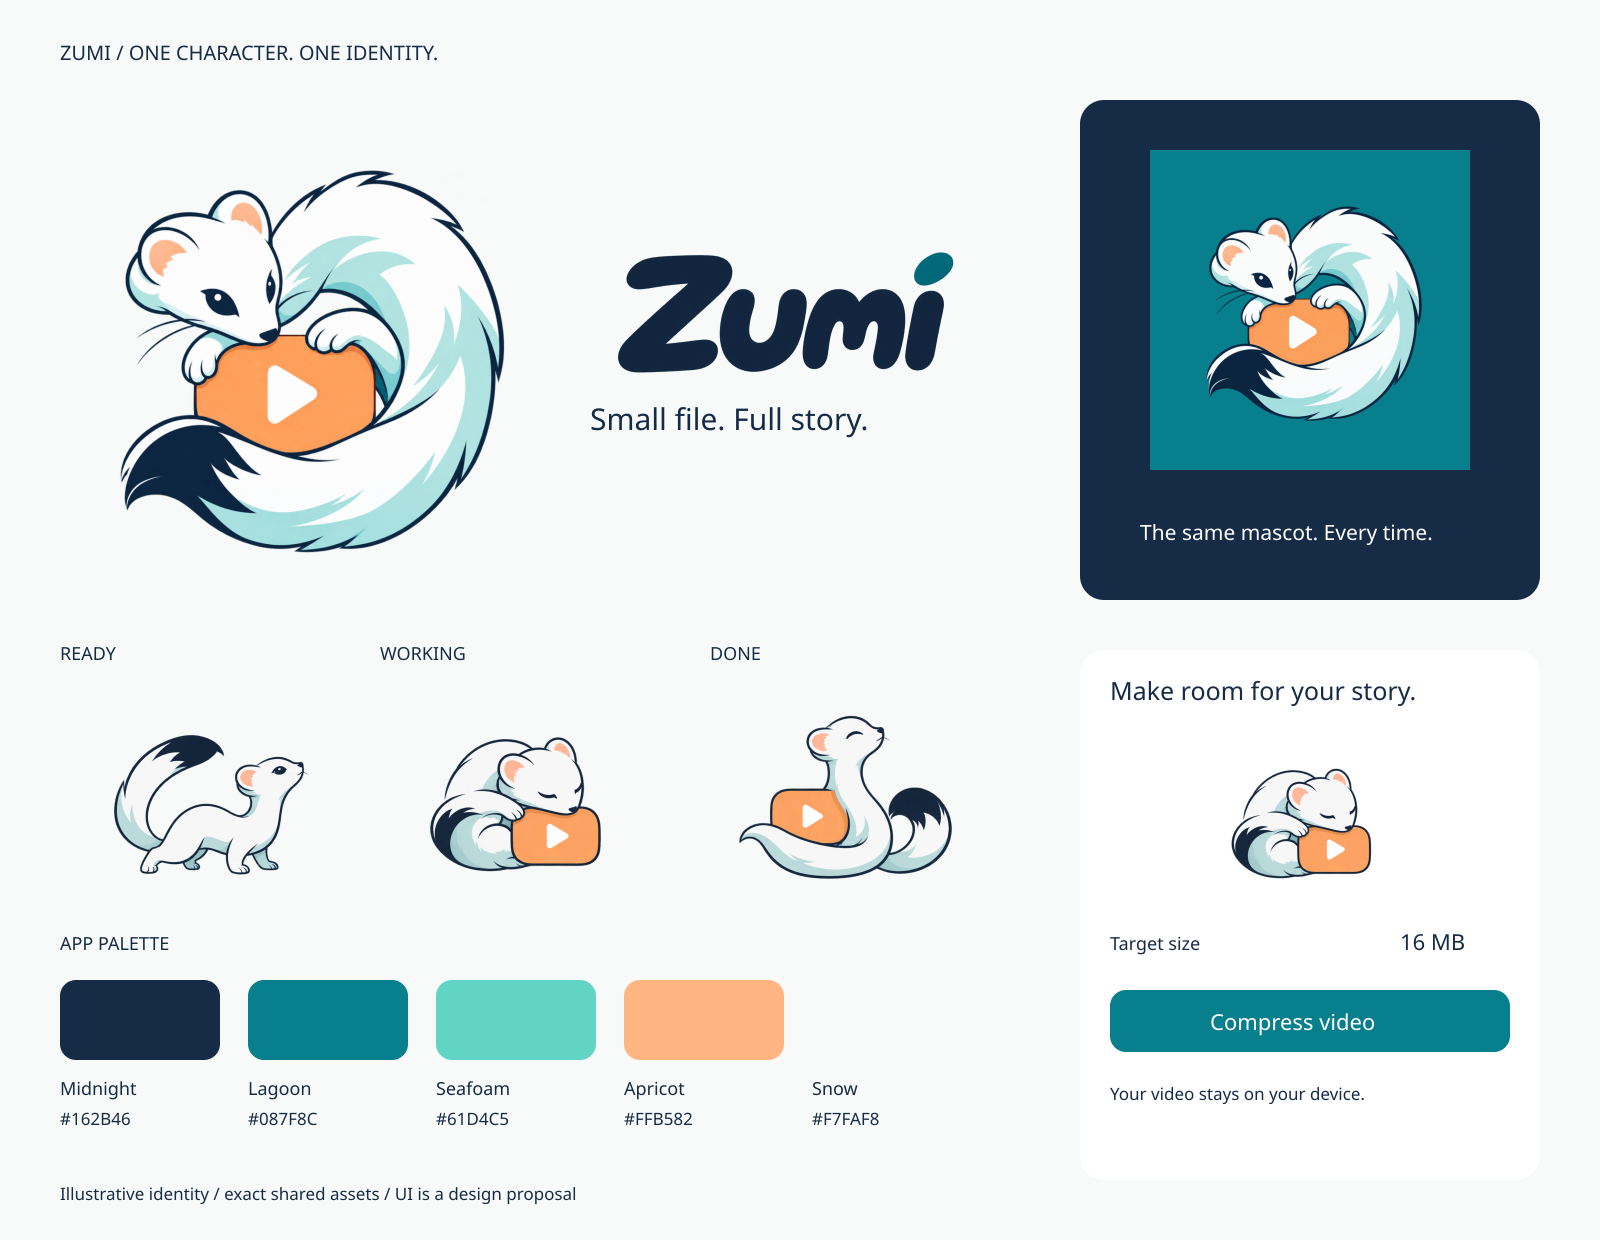 ZUMI / ONE CHARACTER. ONE IDENTITY.
Zumi
Small file. Full story.
The same mascot. Every time.
READY
WORKING
DONE
Make room for your story.
Target size
16 MB
Compress video
Your video stays on your device.
APP PALETTE
Midnight
#162B46
Lagoon
#087F8C
Seafoam
#61D4C5
Apricot
#FFB582
Snow
#F7FAF8
Illustrative identity / exact shared assets / UI is a design proposal